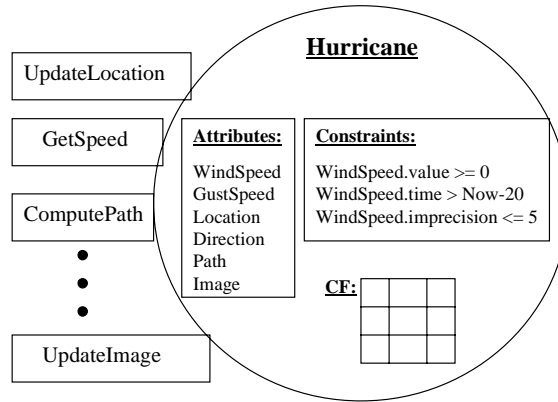 Hurricane
UpdateLocation
GetSpeed
ComputePath
UpdateImage
Attributes:
WindSpeed
GustSpeed
Location
Direction
Path
Image
Constraints:
WindSpeed.value >= 0
WindSpeed.time > Now-20
WindSpeed.imprecision <= 5
CF: